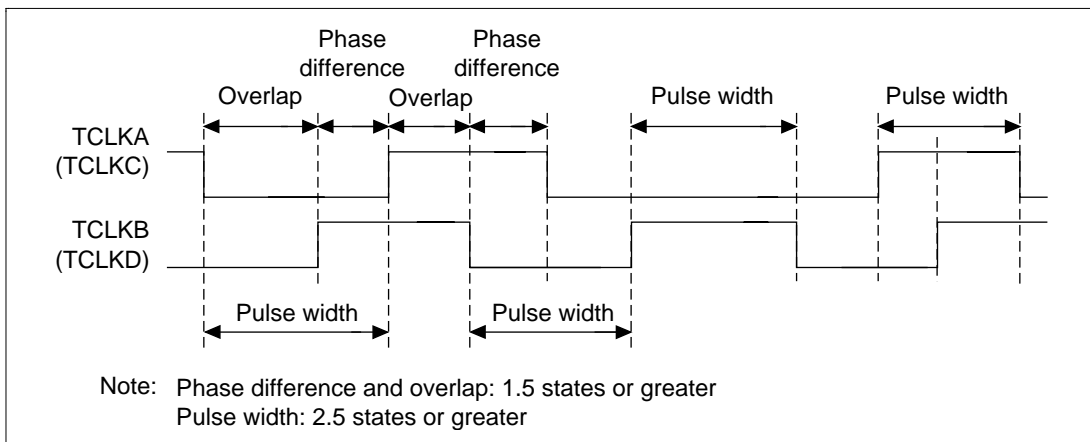 Phase
difference
Phase
difference
Overlap
Overlap
Pulse width
Pulse width
TCLKA
(TCLKC)
TCLKB
(TCLKD)
Pulse width
Pulse width
Note: Phase difference and overlap: 1.5 states or greater
Pulse width: 2.5 states or greater